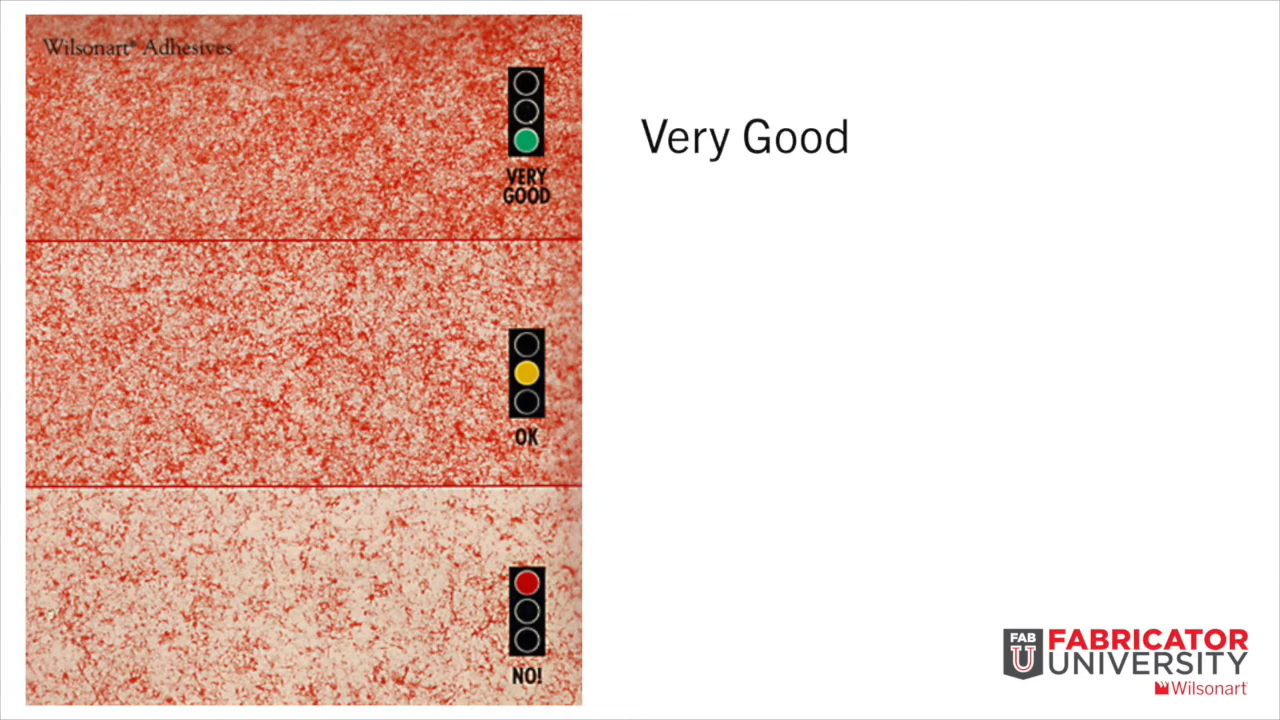 Wilsonart® Adhesives
VERY
GOOD
OK
NO!
Very Good
FAB
U
FABRICATOR
UNIVERSITY
Wilsonart